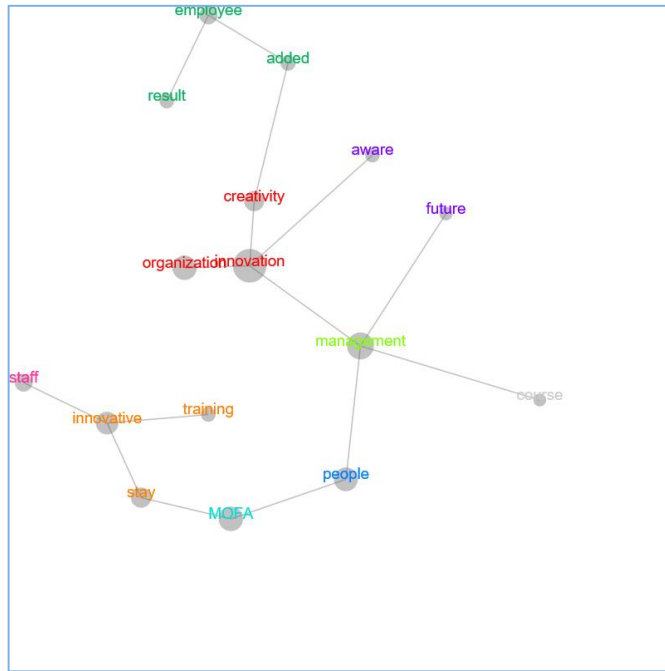 employee
added
result
aware
creativity
future
organization
innovation
management
staff
course
training
innovative
people
stay
MOFA